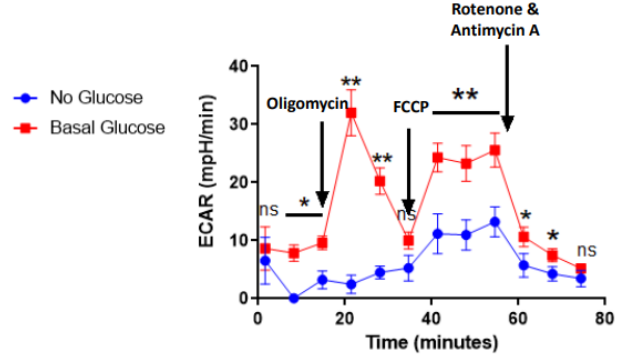 Rotenone &
Antimycin A
No Glucose
Basal Glucose
Oligomycin
FCCP
ECAR (mpH/min)
40
30
20
10
0
ns
*
**
**
ns
**
*
*
ns
0
20
40
60
80
Time (minutes)